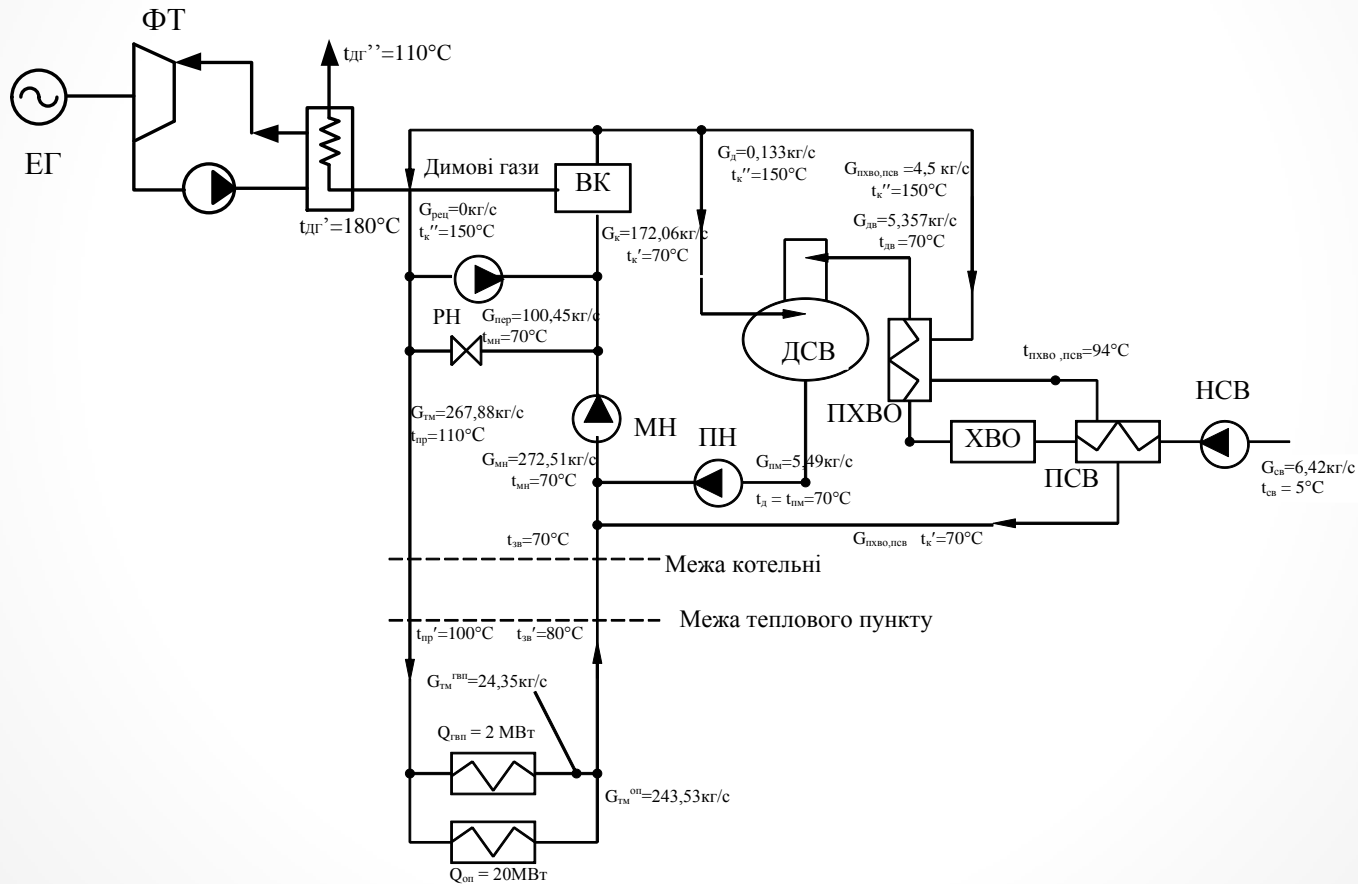 ФТ
tдг’’=110°C
ЕГ
Димові гази
tдг’=180°C
ВК
Gд=0,133кг/с
tк′′=150°C
Gпхво,псв =4,5 кг/с
tк′′=150°C
Gрец=0кг/с
tк′′=150°C
Gк=172,06кг/с
tк′=70°C
Gдв=5,357кг/с
tдв =70°C
РН
Gпер=100,45кг/с
tмн=70°C
ДСВ
tпхво ,псв=94°C
ПХВО
НСВ
Gтм=267,88кг/с
tпр=110°C
МН
ПН
ХВО
ПСВ
Gмн=272,51кг/с
tмн=70°C
Gпм=5,49кг/с
tд = tпм=70°C
Gсв=6,42кг/с
tсв = 5°C
tзв=70°C
Gпхво,псв tк′=70°C
Межа котельні
Межа теплового пункту
tпр′=100°C
tзв′=80°C
Gтмгвп=24,35кг/с
Qгвп = 2 МВт
Gтмоп=243,53кг/с
Qоп = 20МВт